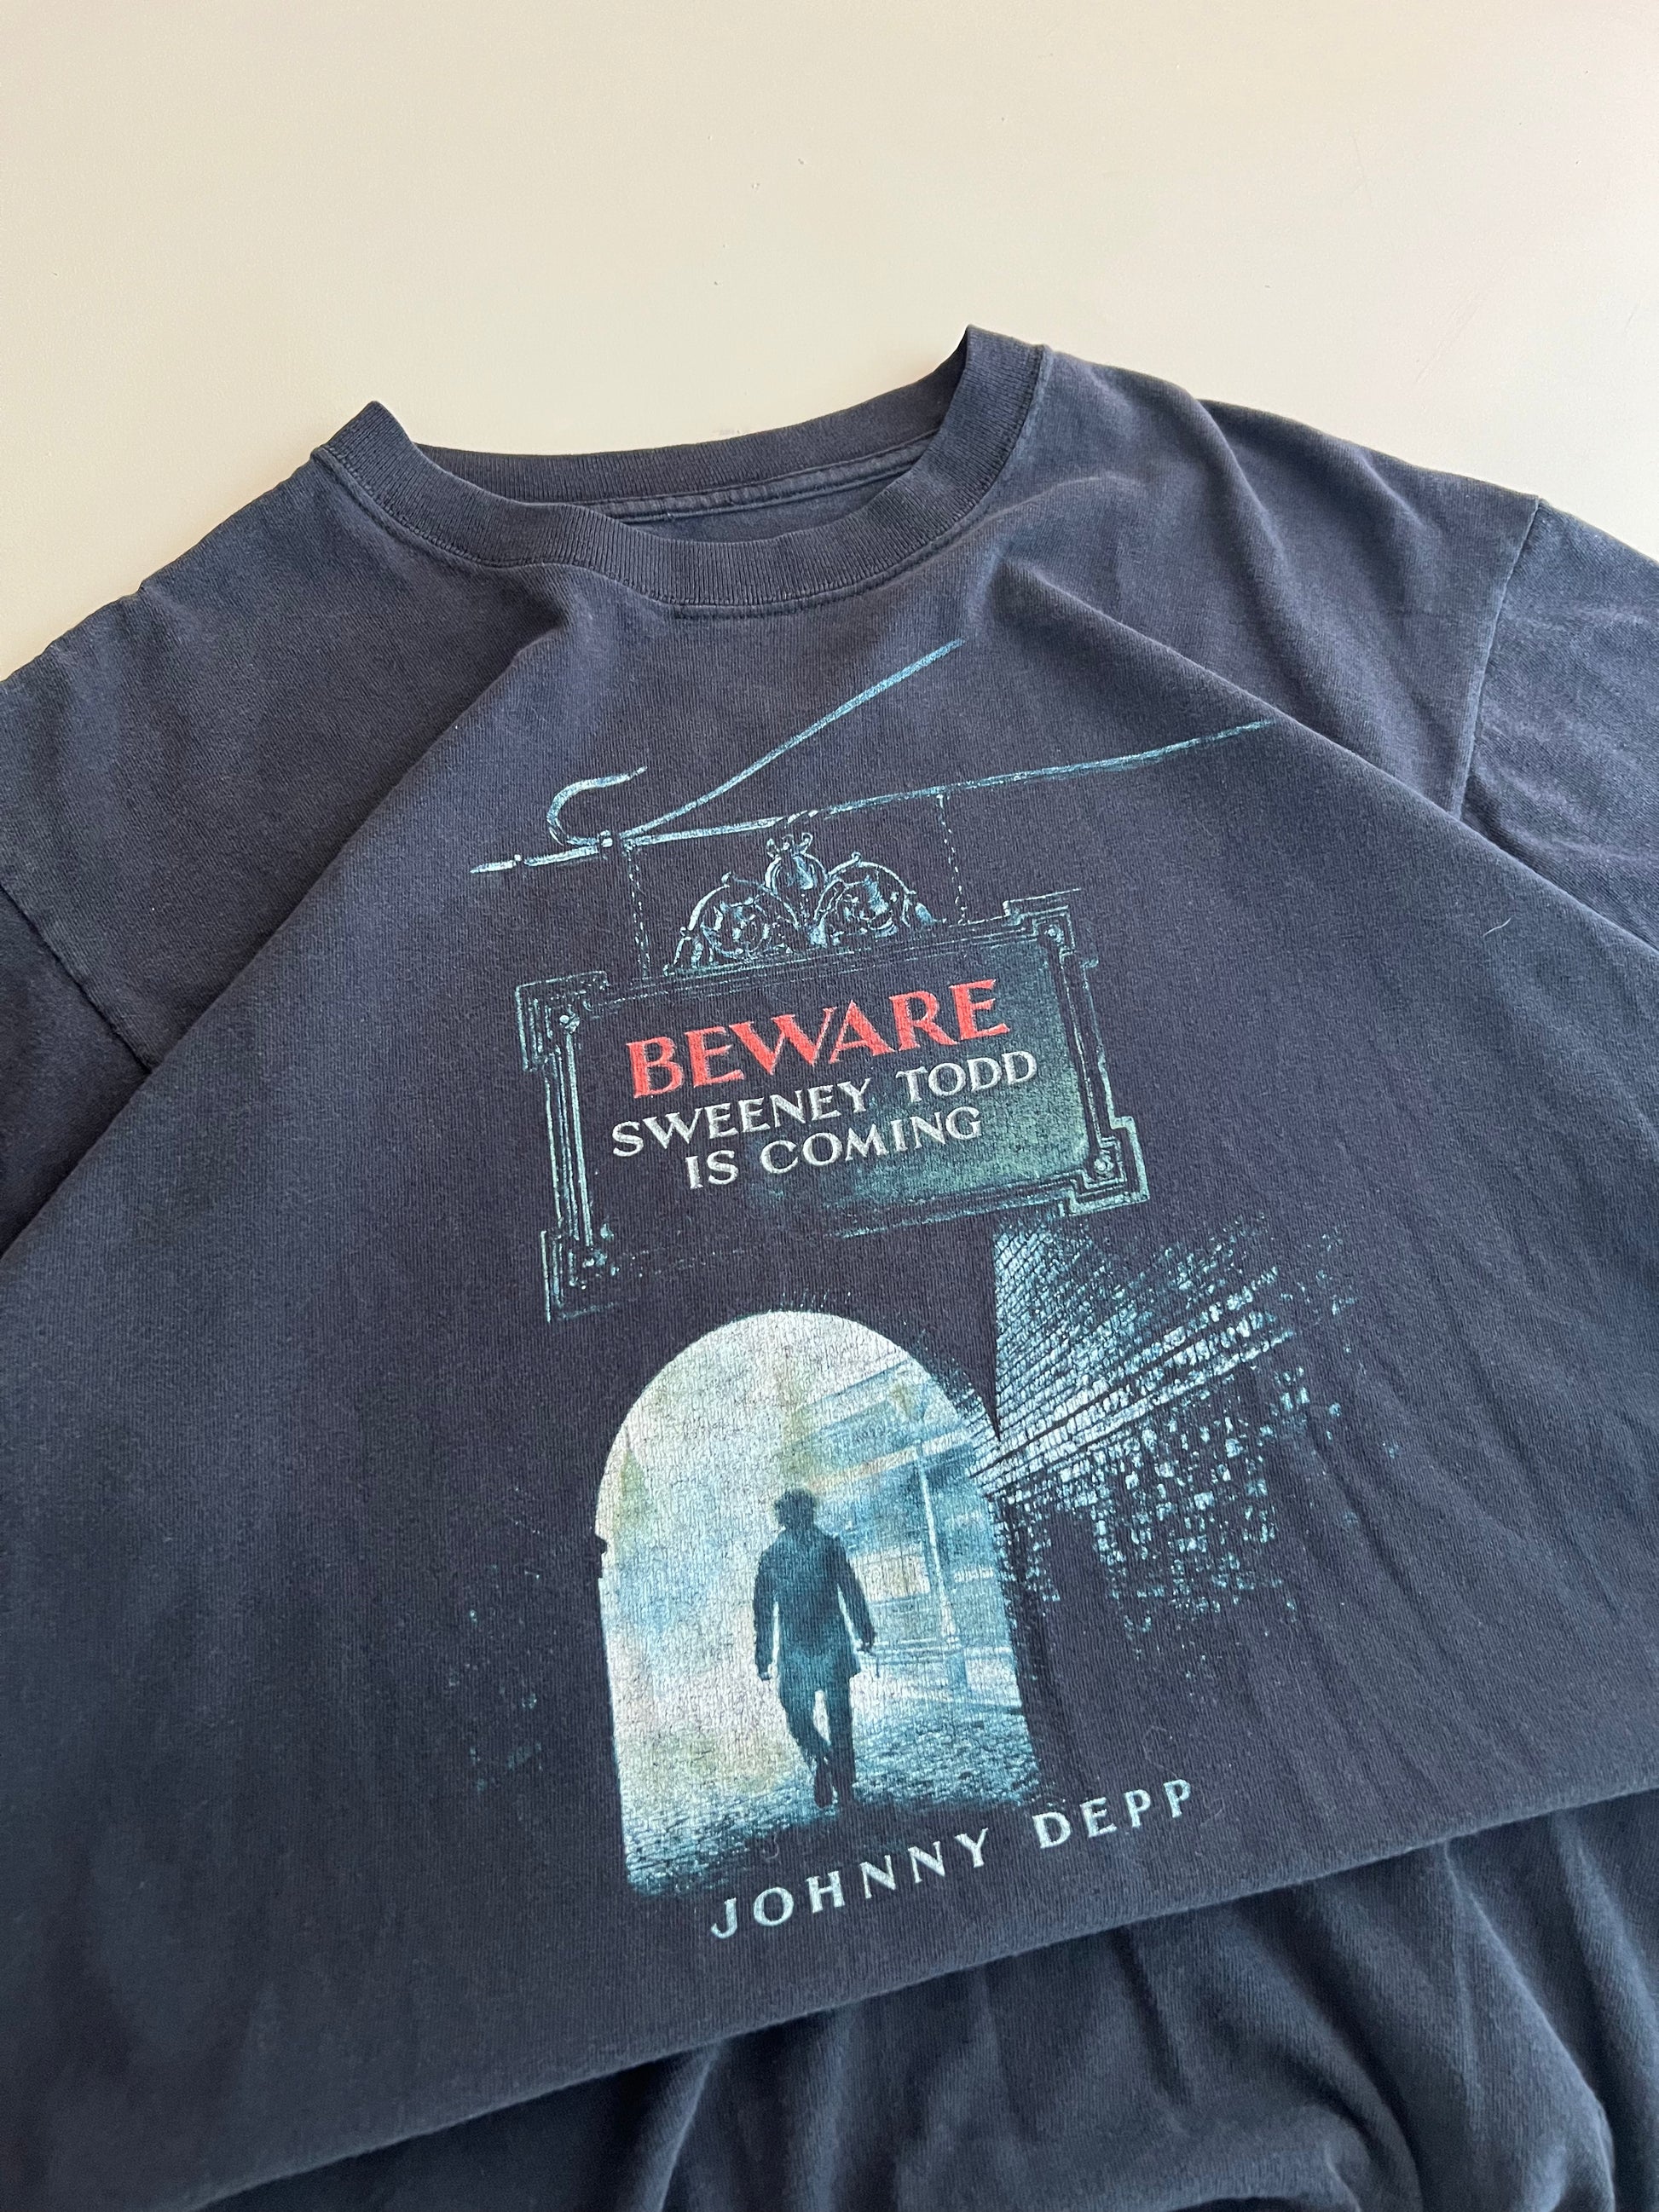 BEWARE
SWEENEY TODD
IS COMING
JOHNNY DEPP